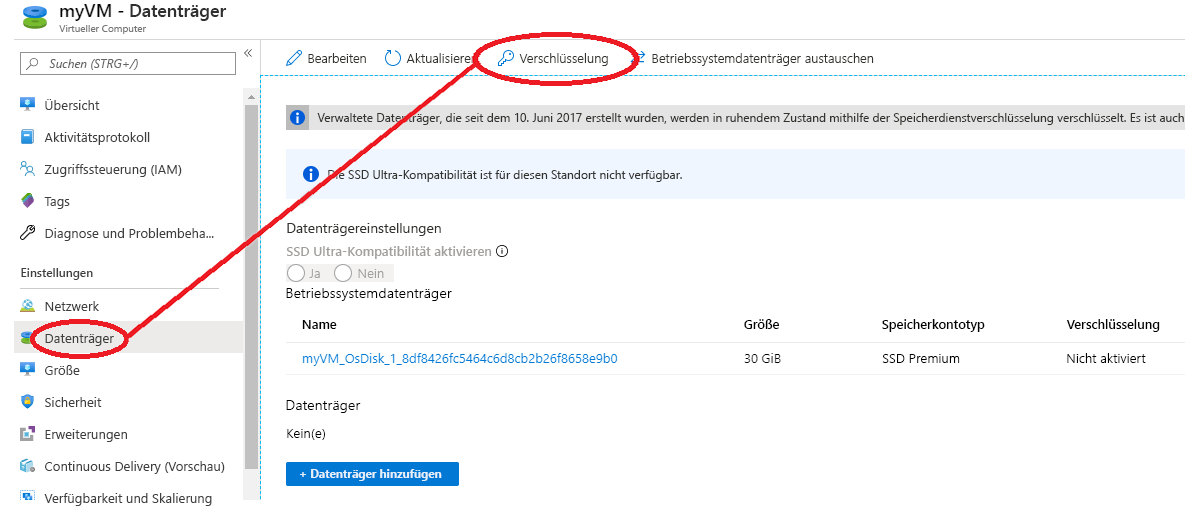 myVM - Datenträger
Virtueller Computer
Suchen (STRG+/)
«
Bearbeiten Aktualisieren Verschlüsselung Betriebssystemdatenträger austauschen
Übersicht
Aktivitätsprotokoll
Zugriffssteuerung (IAM)
Tags
Diagnose und Problembeha...
Einstellungen
Netzwerk
Datenträger
Größe
Sicherheit
Erweiterungen
Continuous Delivery (Vorschau)
Verfügbarkeit und Skalierung
Verwaltete Datenträger, die seit dem 10. Juni 2017 erstellt wurden, werden in ruhendem Zustand mithilfe der Speicherdienstverschlüsselung verschlüsselt. Es ist auch
Die SSD Ultra-Kompatibilität ist für diesen Standort nicht verfügbar.
Datenträgereinstellungen
SSD Ultra-Kompatibilität aktivieren
Ja Nein
Betriebssystemdatenträger
Name Größe Speicherkontotyp Verschlüsselung
myVM_OsDisk_1_8df8426fc5464c6d8cb2b26f8658e9b0 30 GiB SSD Premium Nicht aktiviert
Datenträger
Kein(e)
+ Datenträger hinzufügen